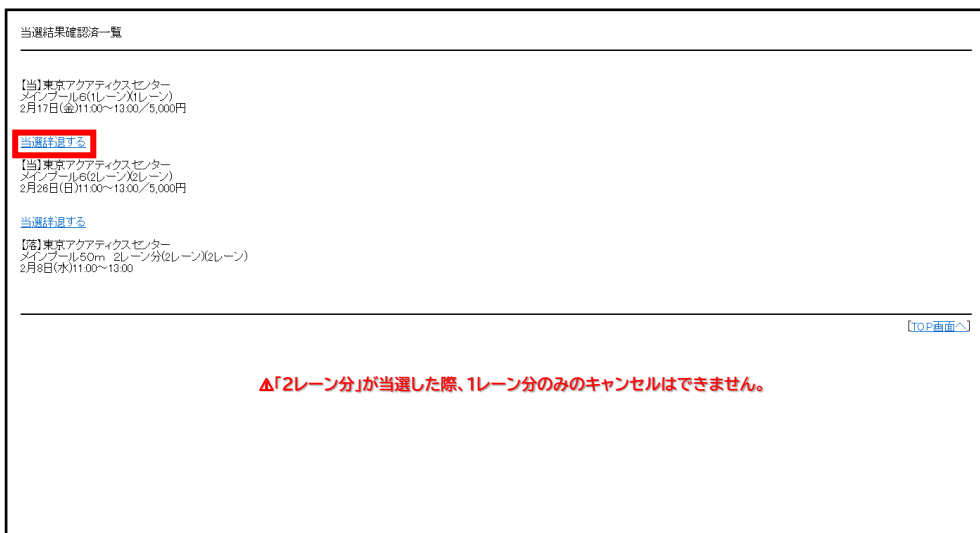 当選結果確認済一覧
【当】東京アクアティクスセンター
メインプール6(1レーン)(1レーン)
2月17日(金)11:00～13:00／5,000円
当選辞退する
【当】東京アクアティクスセンター
メインプール6(2レーン)(2レーン)
2月26日(日)11:00～13:00／5,000円
当選辞退する
【落】東京アクアティクスセンター
メインプール50m 2レーン分(2レーン)(2レーン)
2月8日(水)11:00～13:00
[TOP画面へ]
⚠「2レーン分」が当選した際、1レーン分のみのキャンセルはできません。